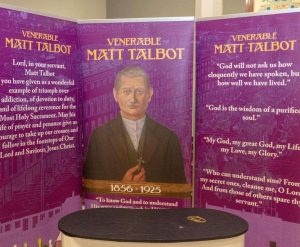 VENERABLE
MATT TALBOT
Lord, in your servant,
Matt Talbot
you have given us a wonderful
example of triumph over
addiction, of devotion to duty,
and of lifelong reverence for the
Most Holy Sacrament. May his
life of prayer and penance give us
courage to take up our crosses and
follow in the footsteps of Our
Lord and Saviour, Jesus Christ.
VENERABLE
MATT TALBOT
1856 - 1925
"To know God and to understand
VENERABLE
MATT TALBOT
"God will not ask us how
eloquently we have spoken, but
how well we have lived."
"God is the wisdom of a purified
soul."
"My God, my great God, my Life,
my Love, my Glory."
"Who can understand sins? From
my secret ones, cleanse me, O Lord
And from those of others spare thy
servant."